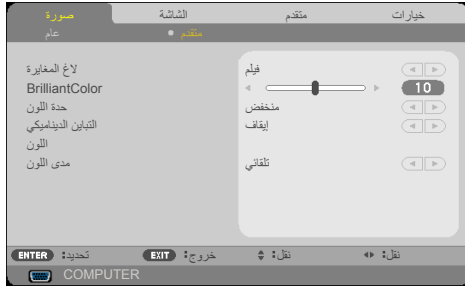 صورة الشاشة متقدم خيارات
عام • متقدم
لاغ المغايرة فيلم
BrilliantColor 10
حدة اللون منخفض
التباين الديناميكي إيقاف
اللون
مدى اللون تلقائي
ENTER :تحديد EXIT :خروج نقل: نقل:
COMPUTER